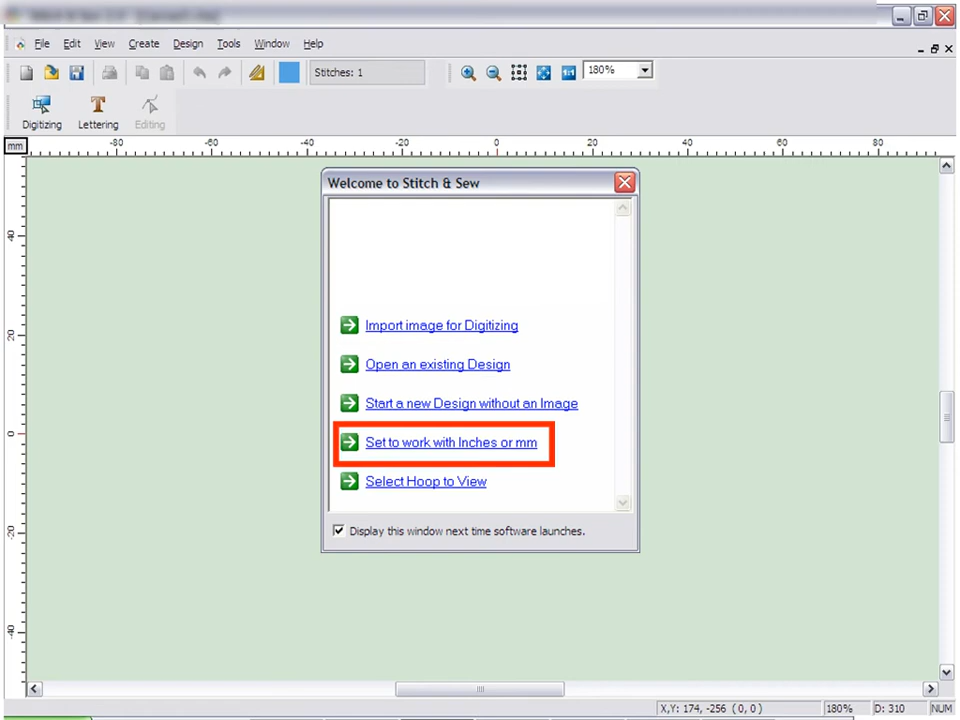 File Edit View Create Design Tools Window Help
Stitches: 1
180%
Digitizing Lettering Editing
mm
-80 -60 -40 -20 0 20 40 60 80
40
20
0
-20
-40
Welcome to Stitch & Sew
Import image for Digitizing
Open an existing Design
Start a new Design without an Image
Set to work with Inches or mm
Select Hoop to View
Display this window next time software launches.
X,Y: 174, -256 (0, 0) 180% D: 310 NUM